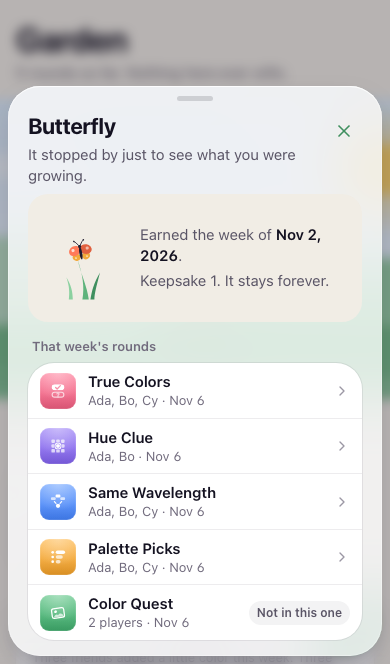 Garden
Butterfly
It stopped by just to see what you were
growing.
Earned the week of Nov 2,
2026.
Keepsake 1. It stays forever.
That week's rounds
True Colors
Ada, Bo, Cy · Nov 6
Hue Clue
Ada, Bo · Nov 6
Same Wavelength
Ada, Bo, Cy · Nov 6
Palette Picks
Ada, Bo, Cy · Nov 6
Color Quest
2 players · Nov 6
Not in this one